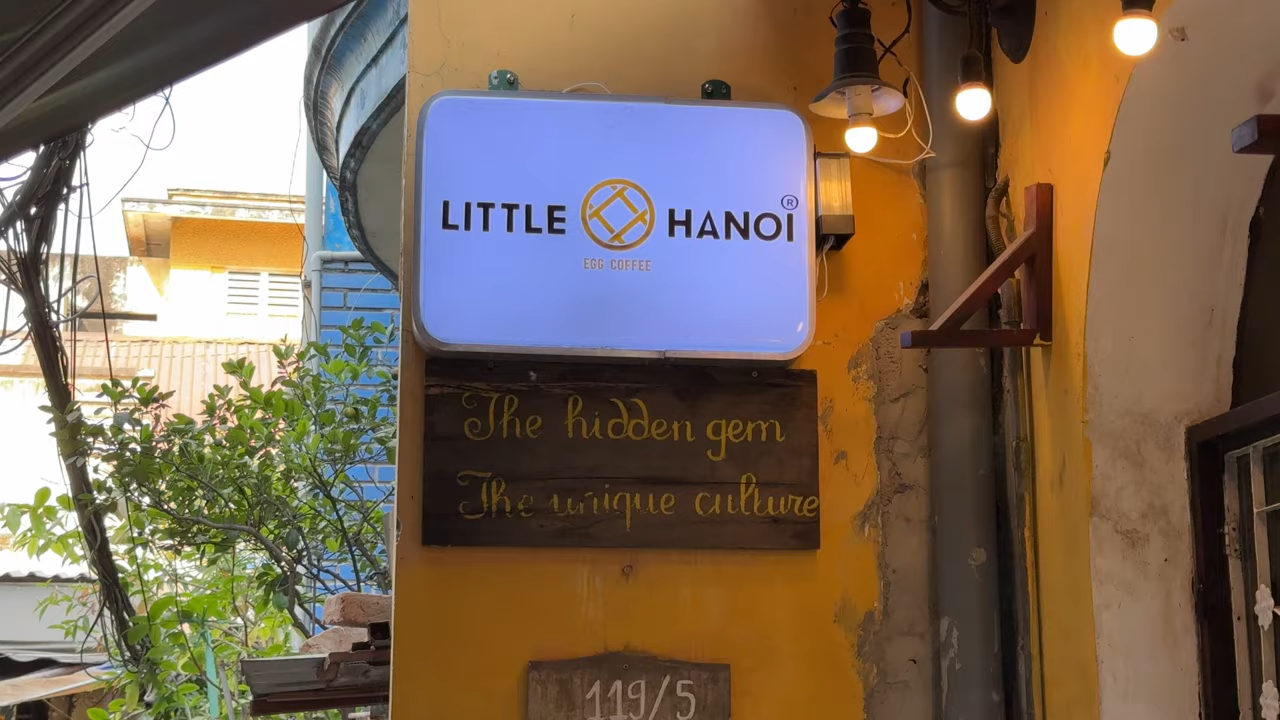 LITTLE HANOI ®
EGG COFFEE
The hidden gem
The unique culture
119/5